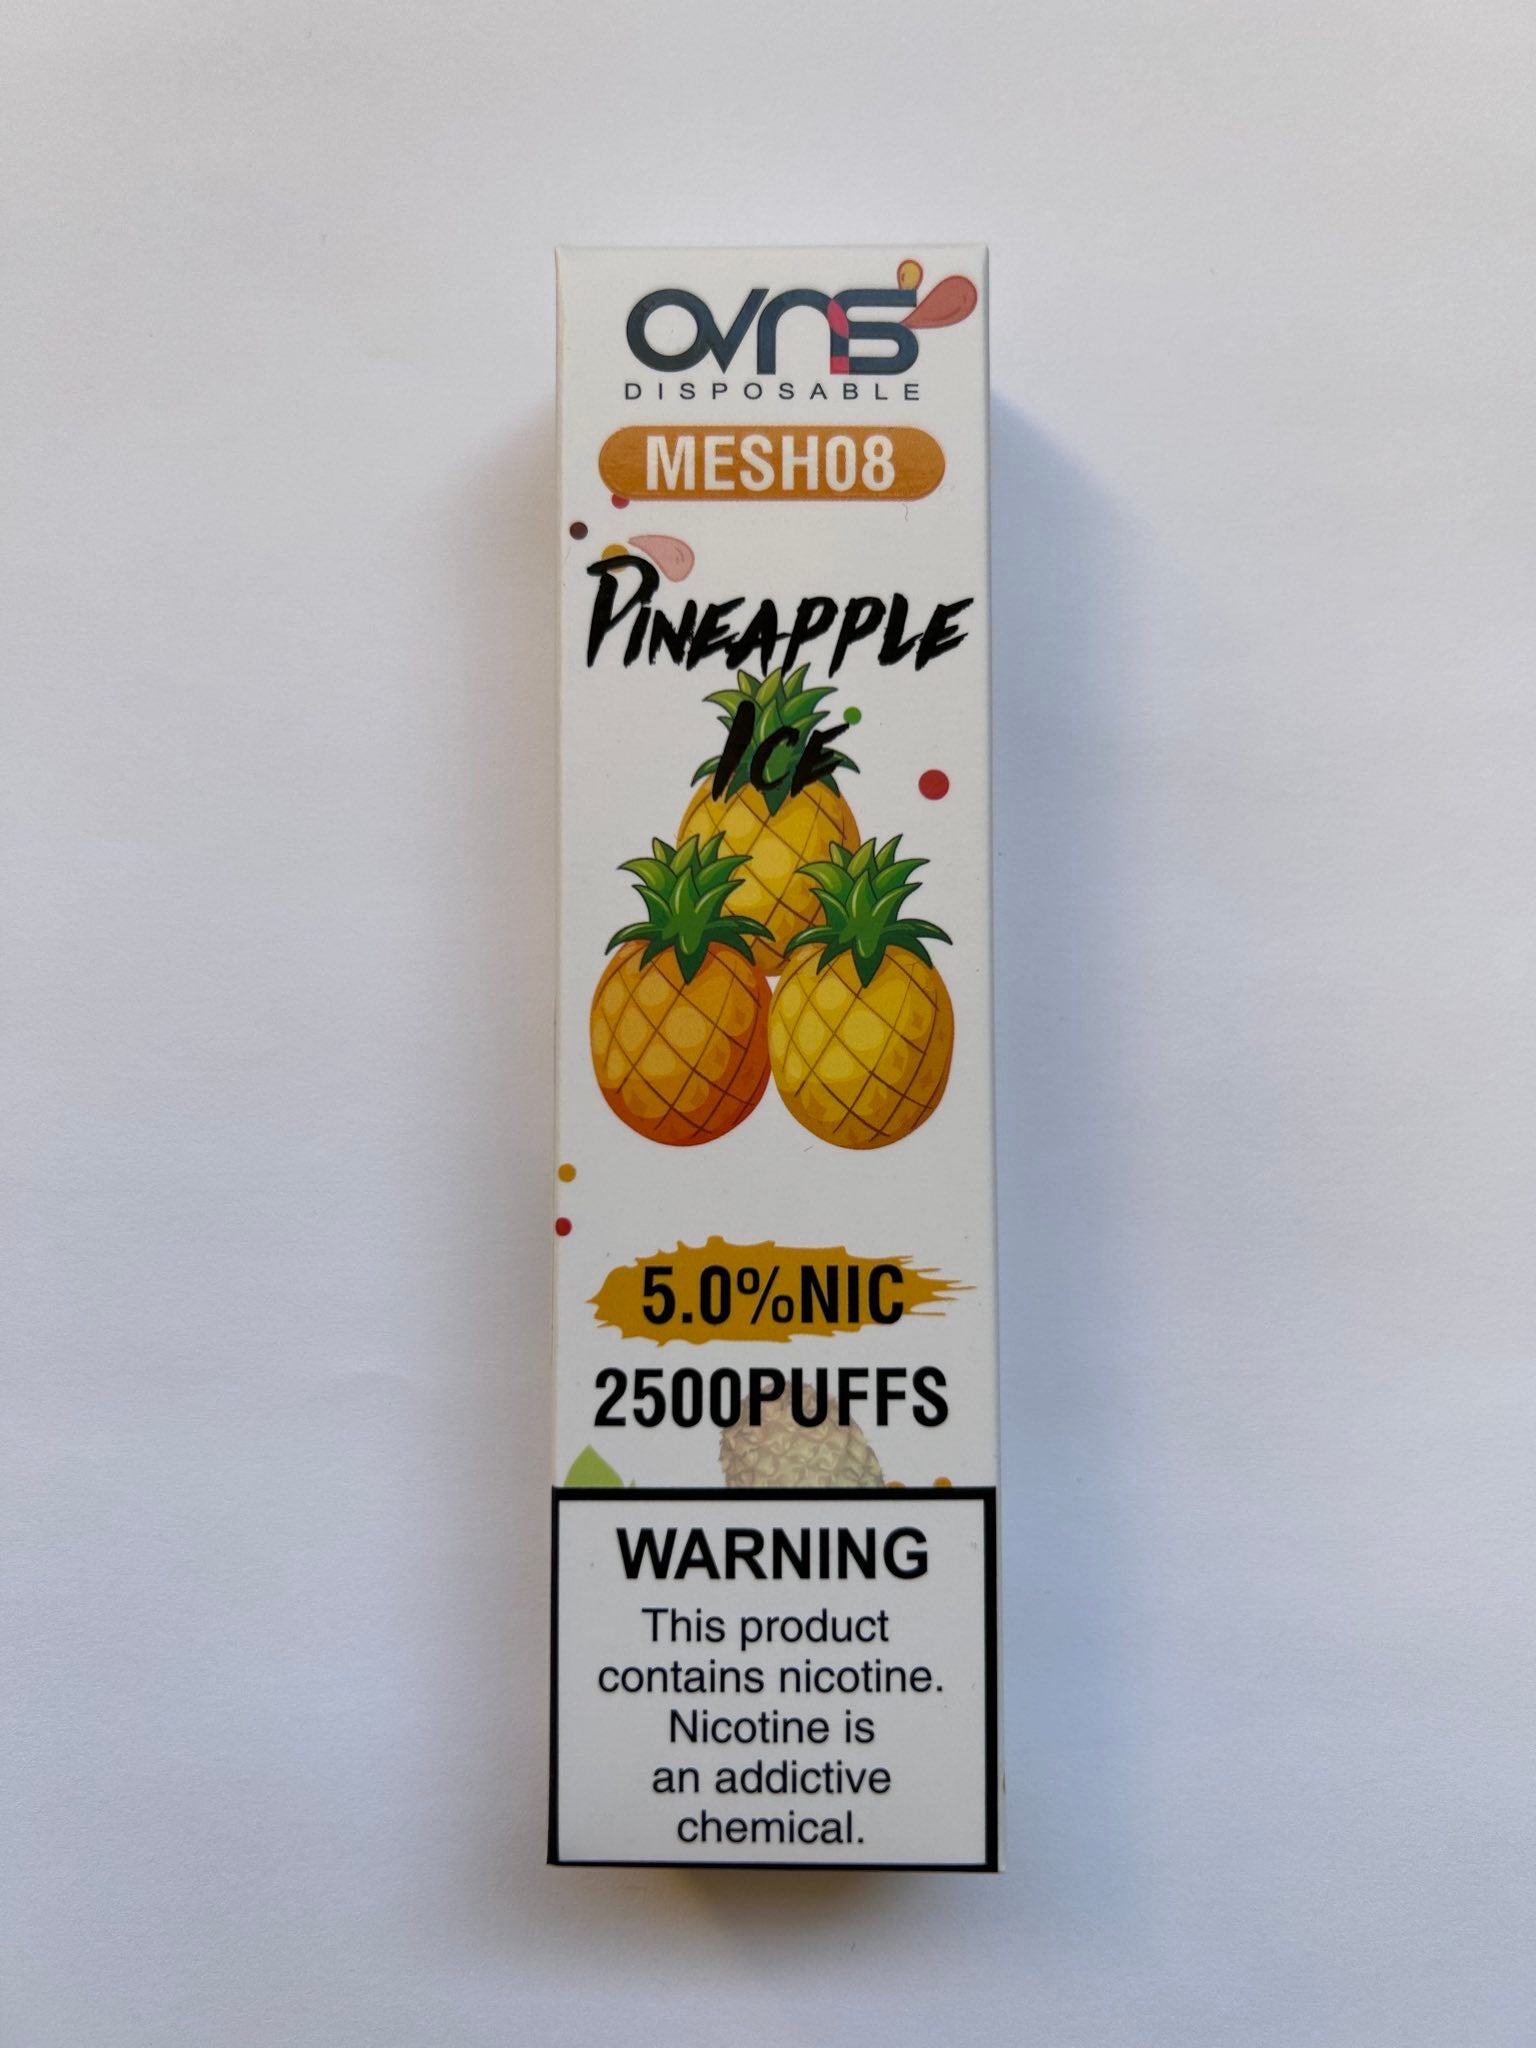 OVNS
DISPOSABLE
MESH08
PINEAPPLE
ICE
5.0%NIC
2500PUFFS
WARNING
This product
contains nicotine.
Nicotine is
an addictive
chemical.